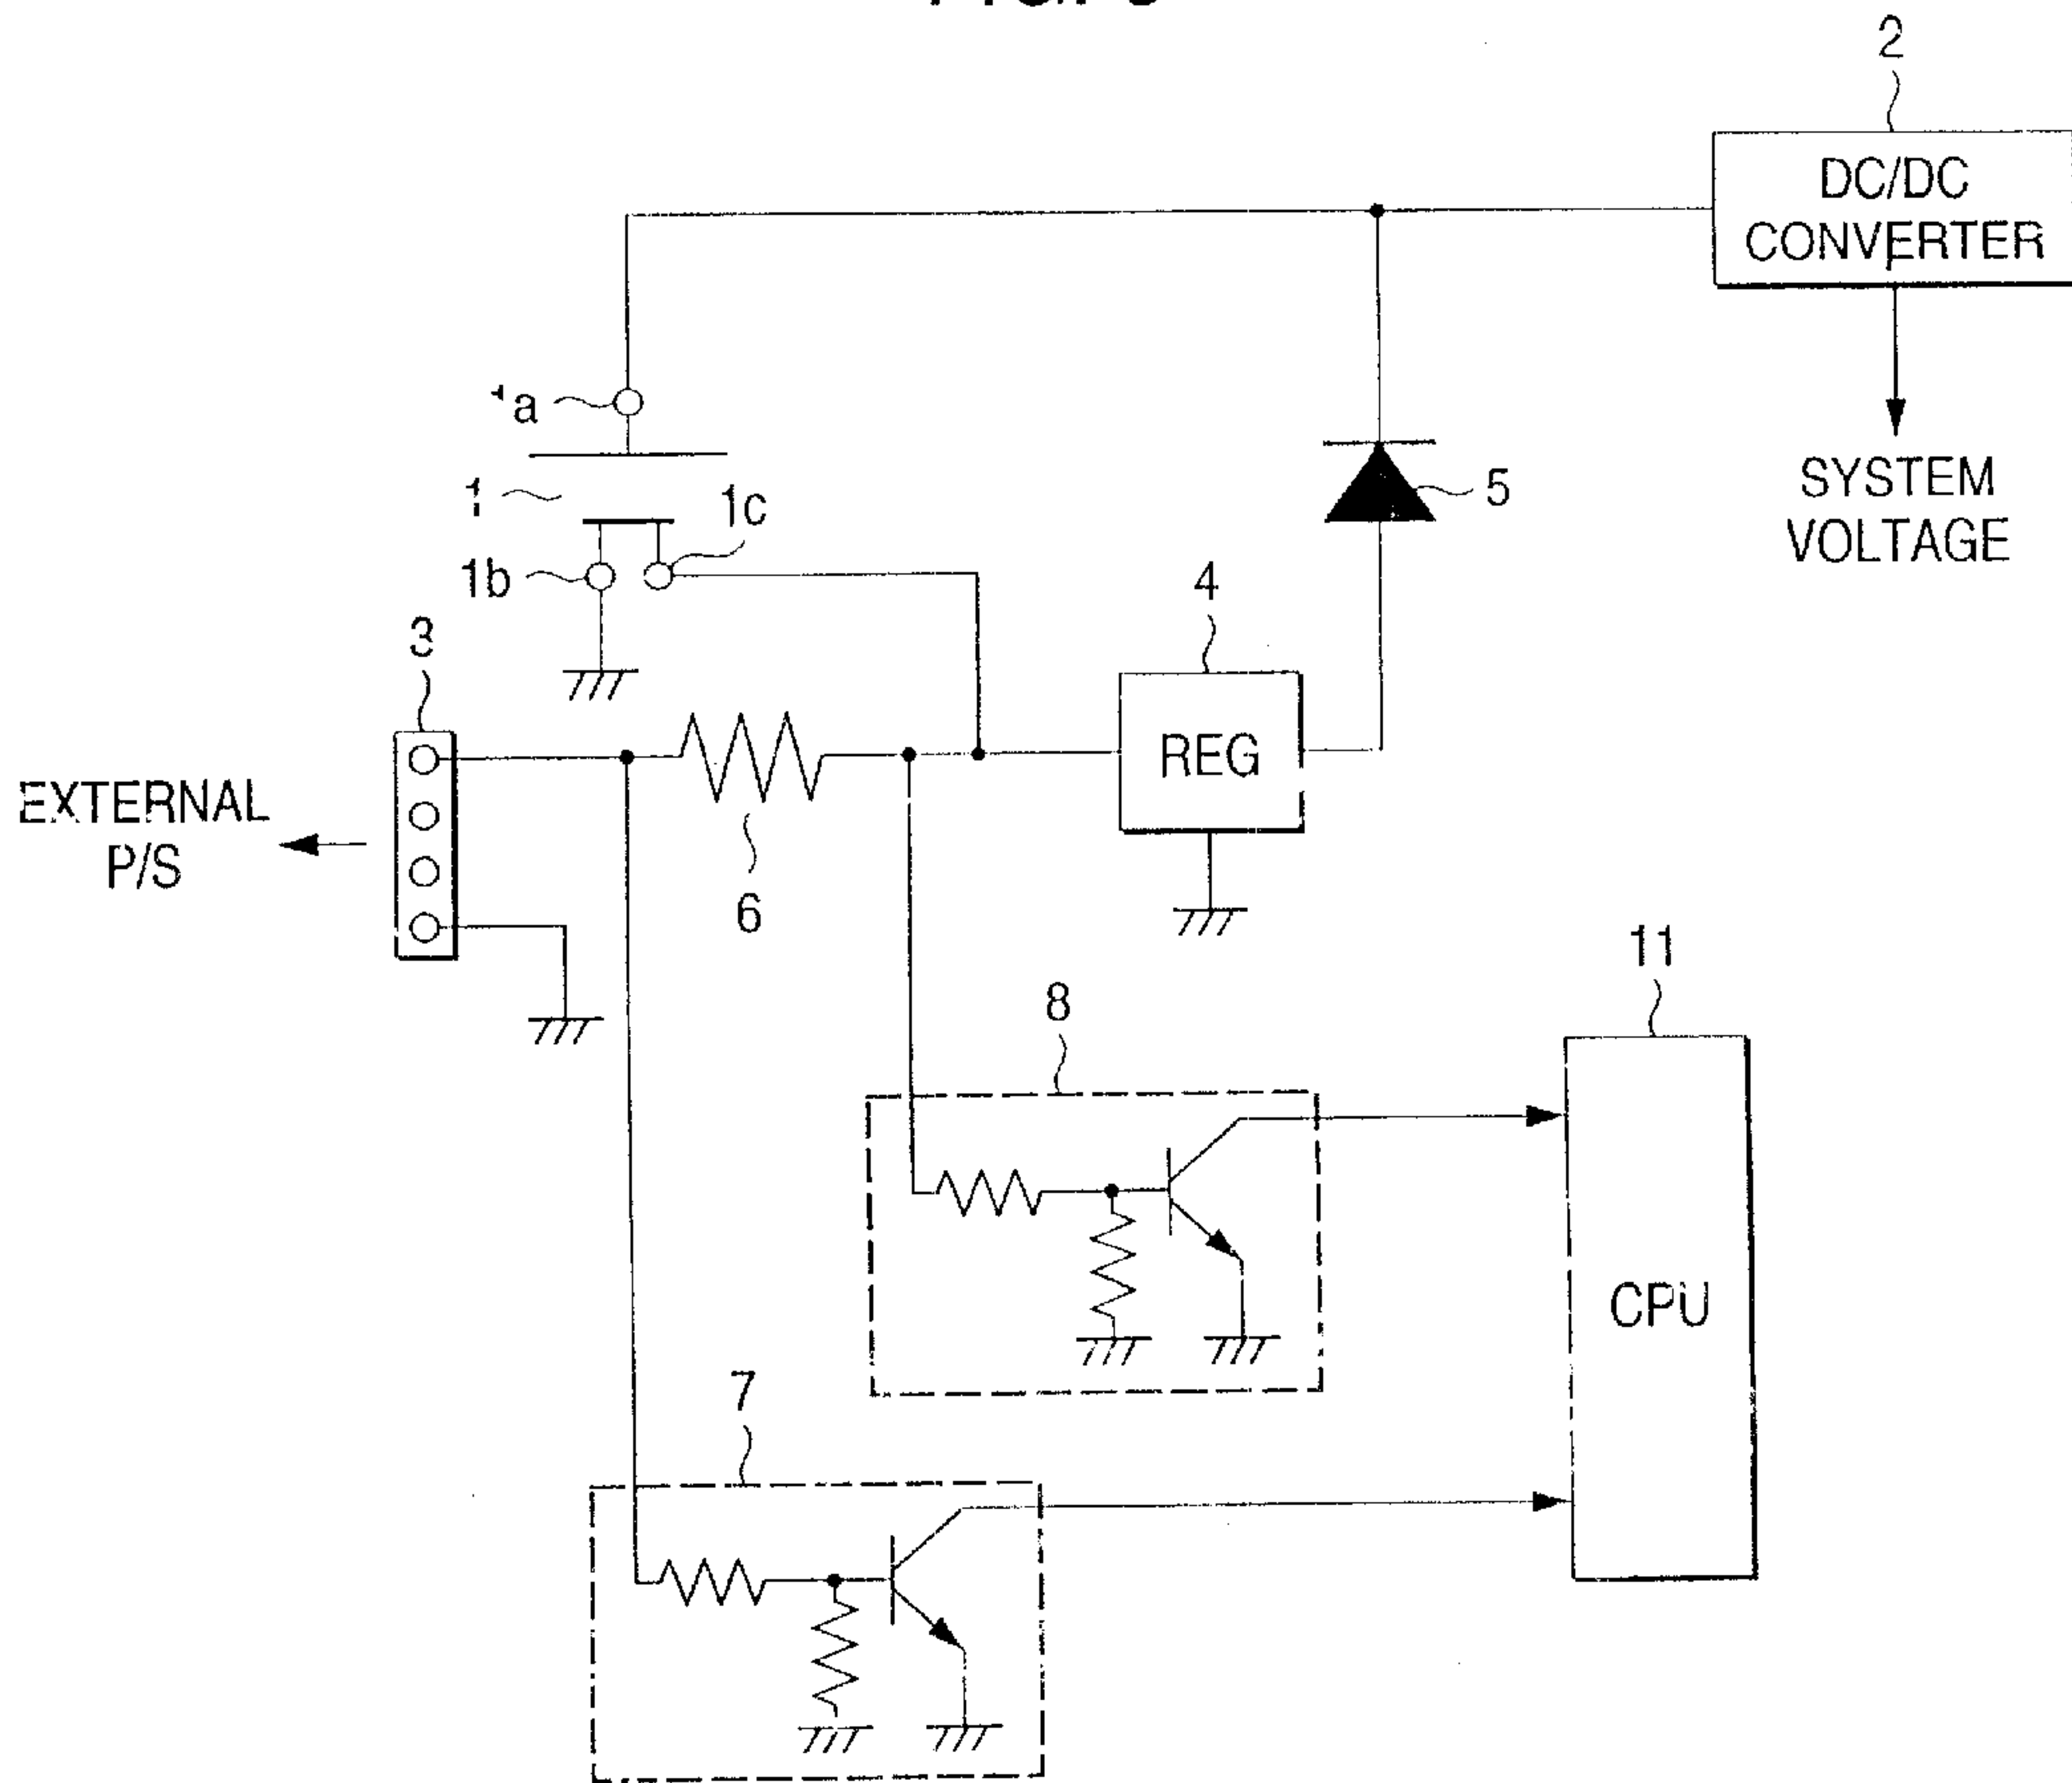 2
DC/DC
CONVERTER
1a
1
1c
5
SYSTEM
VOLTAGE
1b
4
3
REG
EXTERNAL
P/S
6
11
8
CPU
7